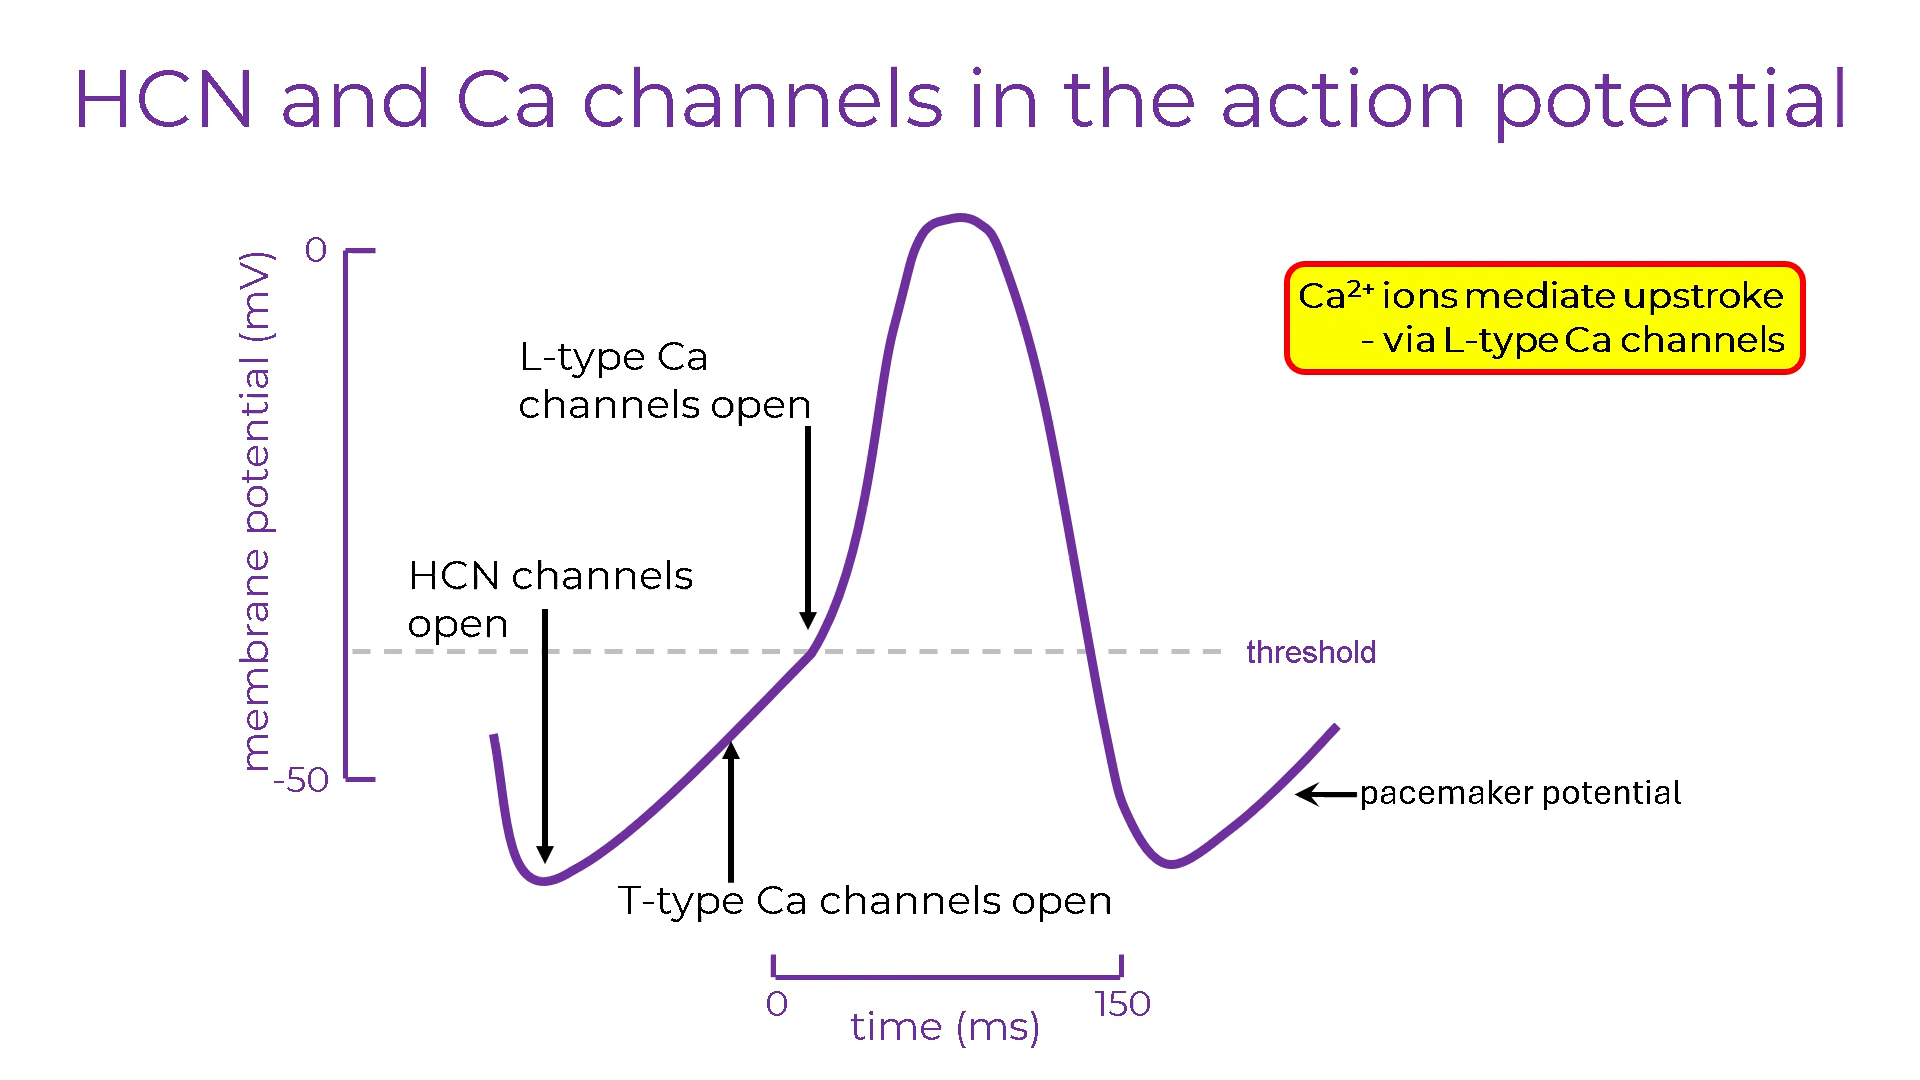 HCN and Ca channels in the action potential
0
Ca²⁺ ions mediate upstroke
- via L-type Ca channels
L-type Ca
channels open
membrane potential (mV)
HCN channels
open
threshold
-50
pacemaker potential
T-type Ca channels open
0
150
time (ms)